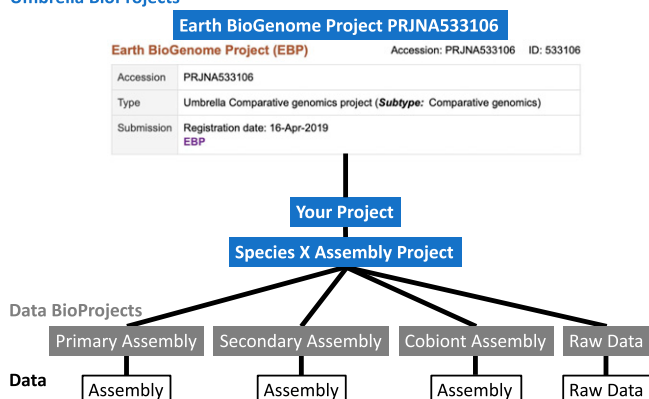 Umbrella BioProjects
Earth BioGenome Project PRJNA533106
Earth BioGenome Project (EBP) Accession: PRJNA533106 ID: 533106
Accession PRJNA533106
Type Umbrella Comparative genomics project (Subtype: Comparative genomics)
Submission Registration date: 16-Apr-2019
EBP
Your Project
Species X Assembly Project
Data BioProjects
Primary Assembly Secondary Assembly Cobiont Assembly Raw Data
Data
Assembly Assembly Assembly Raw Data